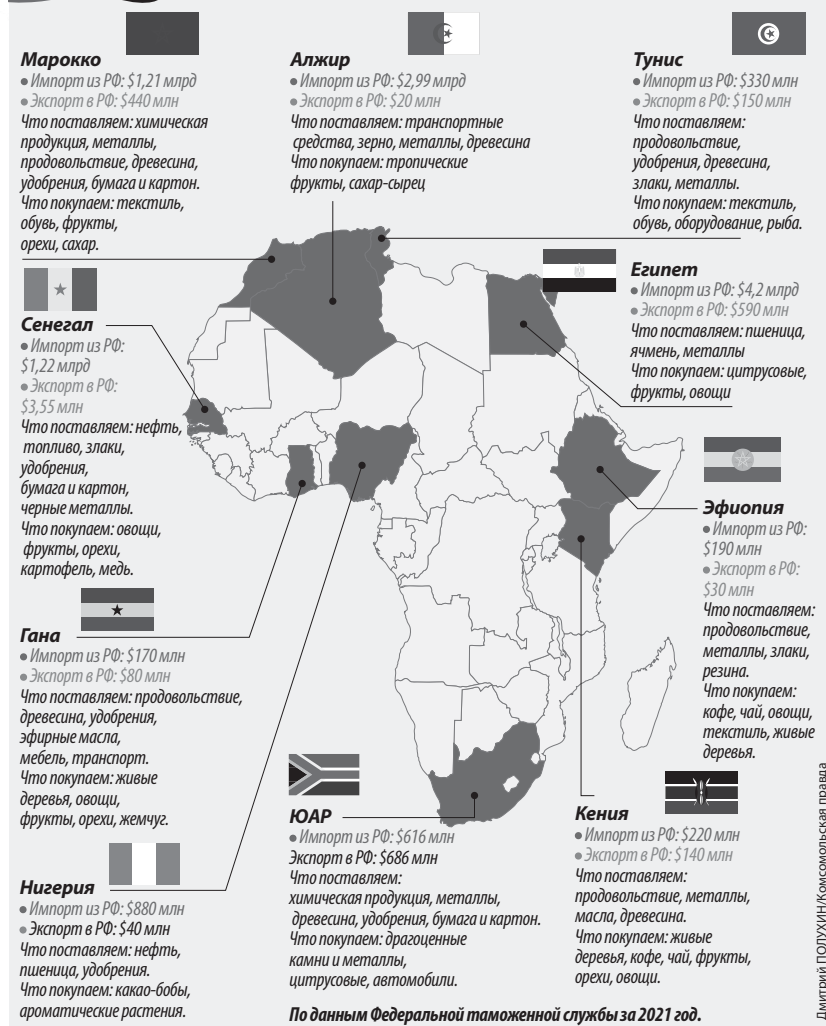 Марокко
• Импорт из РФ: $1,21 млрд
• Экспорт в РФ: $440 млн
Что поставляем: химическая
продукция, металлы,
продовольствие, древесина,
удобрения, бумага и картон.
Что покупаем: текстиль,
обувь, фрукты,
орехи, сахар.
Алжир
• Импорт из РФ: $2,99 млрд
• Экспорт в РФ: $20 млн
Что поставляем: транспортные
средства, зерно, металлы, древесина
Что покупаем: тропические
фрукты, сахар-сырец
Тунис
• Импорт из РФ: $330 млн
• Экспорт в РФ: $150 млн
Что поставляем:
продовольствие,
удобрения, древесина,
злаки, металлы.
Что покупаем: текстиль,
обувь, оборудование, рыба.
Египет
• Импорт из РФ: $4,2 млрд
• Экспорт в РФ: $590 млн
Что поставляем: пшеница,
ячмень, металлы
Что покупаем: цитрусовые,
фрукты, овощи
Сенегал
• Импорт из РФ:
$1,22 млрд
• Экспорт в РФ:
$3,55 млн
Что поставляем: нефть,
топливо, злаки,
удобрения,
бумага и картон,
черные металлы.
Что покупаем: овощи,
фрукты, орехи,
картофель, медь.
Эфиопия
• Импорт из РФ:
$190 млн
• Экспорт в РФ:
$30 млн
Что поставляем:
продовольствие,
металлы, злаки,
резина.
Что покупаем:
кофе, чай, овощи,
текстиль, живые
деревья.
Гана
• Импорт из РФ: $170 млн
• Экспорт в РФ: $80 млн
Что поставляем: продовольствие,
древесина, удобрения,
эфирные масла,
мебель, транспорт.
Что покупаем: живые
деревья, овощи,
фрукты, орехи, жемчуг.
Нигерия
• Импорт из РФ: $880 млн
• Экспорт в РФ: $40 млн
Что поставляем: нефть,
пшеница, удобрения.
Что покупаем: какао-бобы,
ароматические растения.
ЮАР
• Импорт из РФ: $616 млн
Экспорт в РФ: $686 млн
Что поставляем:
химическая продукция, металлы,
древесина, удобрения, бумага и картон.
Что покупаем: драгоценные
камни и металлы,
цитрусовые, автомобили.
Кения
• Импорт из РФ: $220 млн
• Экспорт в РФ: $140 млн
Что поставляем:
продовольствие, металлы,
масла, древесина.
Что покупаем: живые
деревья, кофе, чай, фрукты,
орехи, овощи.
По данным Федеральной таможенной службы за 2021 год.
Дмитрий ПОЛУХИН/Комсомольская правда